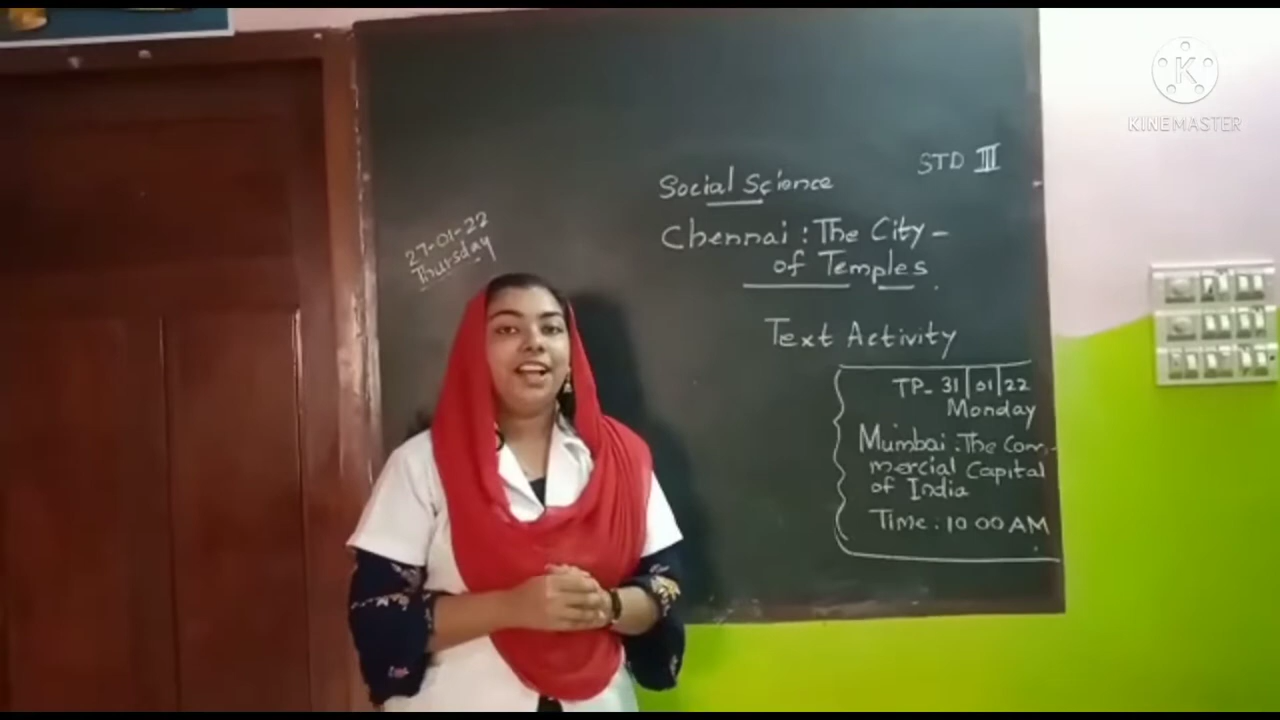 KINEMASTER
STD III
Social Science
27-01-22
Thursday
Chennai : The City -
of Temples.
Text Activity
TP- 31|01|22
Monday
Mumbai : The Com-
mercial Capital
of India
Time : 10 00 AM